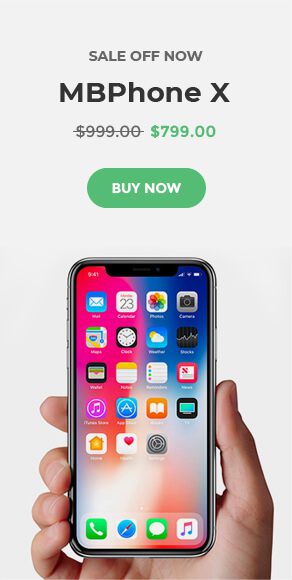 SALE OFF NOW
MBPhone X
$999.00 $799.00
BUY NOW
9:41
Mail Calendar Photos Camera
23
Maps Clock Weather Stocks
Wallet Notes Reminders News
iTunes Store App Store Books TV
Home Health Settings